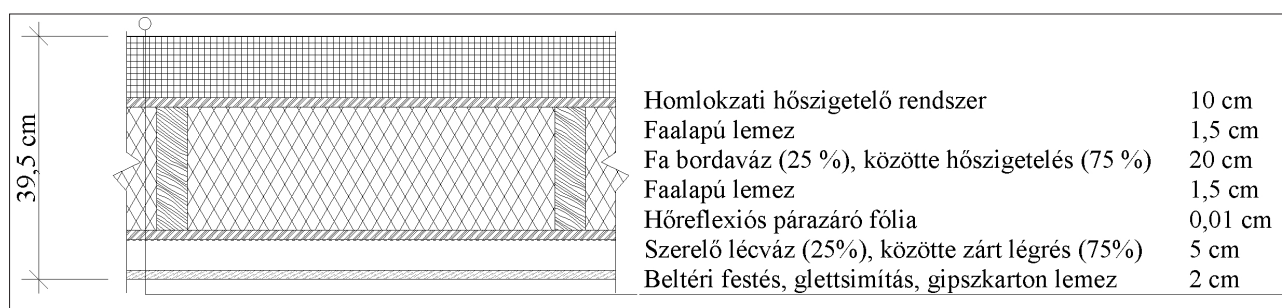 39,5 cm
Homlokzati hőszigetelő rendszer 10 cm
Faalapú lemez 1,5 cm
Fa bordaváz (25 %), közötte hőszigetelés (75 %) 20 cm
Faalapú lemez 1,5 cm
Hőreflexiós párazáró fólia 0,01 cm
Szerelő lécváz (25%), közötte zárt légrés (75%) 5 cm
Beltéri festés, glettsimítás, gipszkarton lemez 2 cm